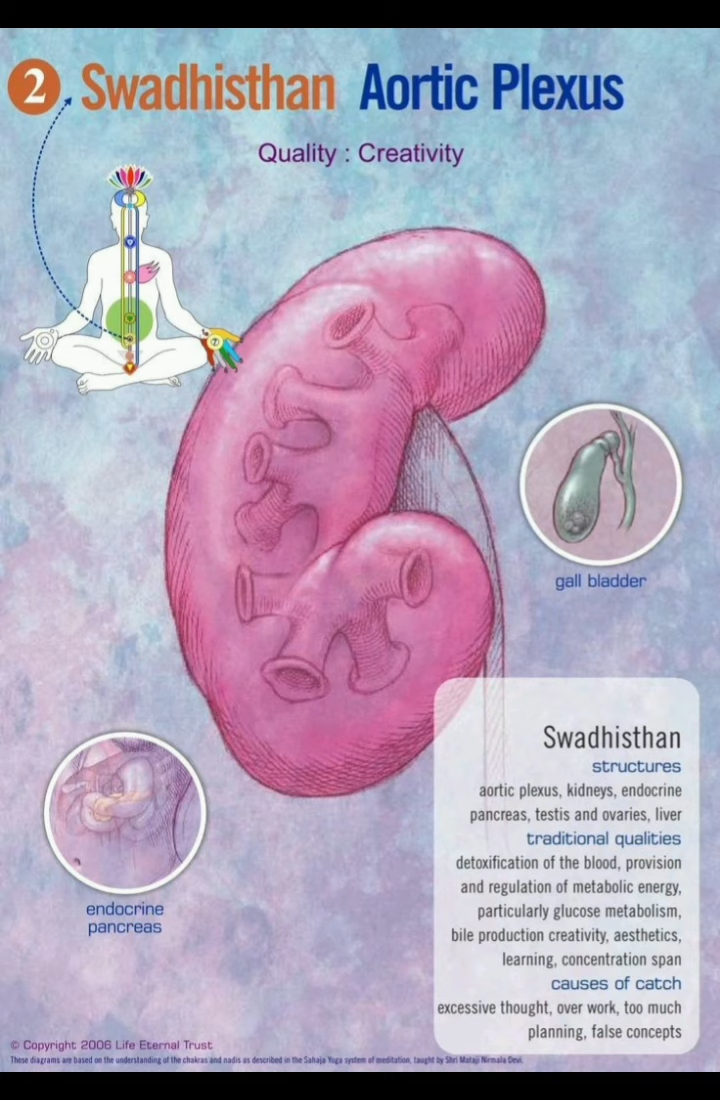 2 Swadhisthan Aortic Plexus
Quality : Creativity
gall bladder
endocrine
pancreas
Swadhisthan
structures
aortic plexus, kidneys, endocrine
pancreas, testis and ovaries, liver
traditional qualities
detoxification of the blood, provision
and regulation of metabolic energy,
particularly glucose metabolism,
bile production creativity, aesthetics,
learning, concentration span
causes of catch
excessive thought, over work, too much
planning, false concepts
© Copyright 2006 Life Eternal Trust
These diagrams are based on the understanding of the chakras and nadis as described in the Sahaja Yoga system of meditation, taught by Shri Mataji Nirmala Devi.